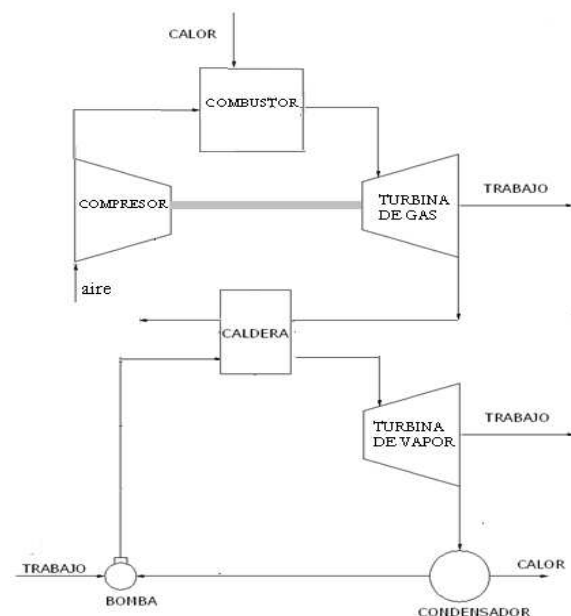 CALOR
COMBUSTOR
COMPRESOR
TURBINA
DE GAS
TRABAJO
aire
CALDERA
TURBINA
DE VAPOR
TRABAJO
TRABAJO
BOMBA
CALOR
CONDENSADOR